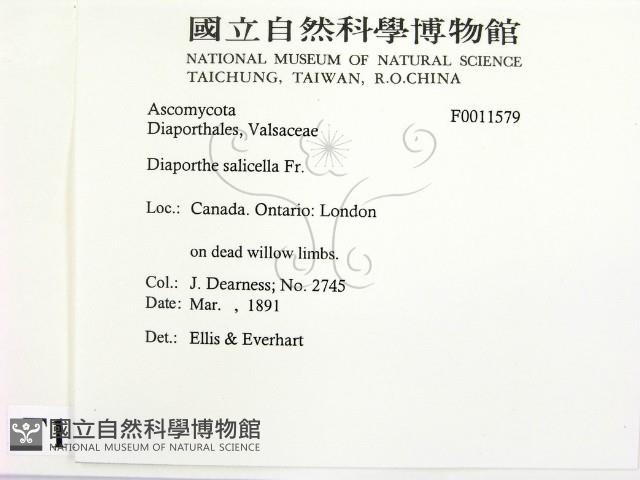 國立自然科學博物館
NATIONAL MUSEUM OF NATURAL SCIENCE
TAICHUNG, TAIWAN, R.O.CHINA
Ascomycota F0011579
Diaporthales, Valsaceae
Diaporthe salicella Fr.
Loc.: Canada. Ontario: London
on dead willow limbs.
Col.: J. Dearness; No. 2745
Date: Mar. , 1891
Det.: Ellis & Everhart
國立自然科學博物館
NATIONAL MUSEUM OF NATURAL SCIENCE